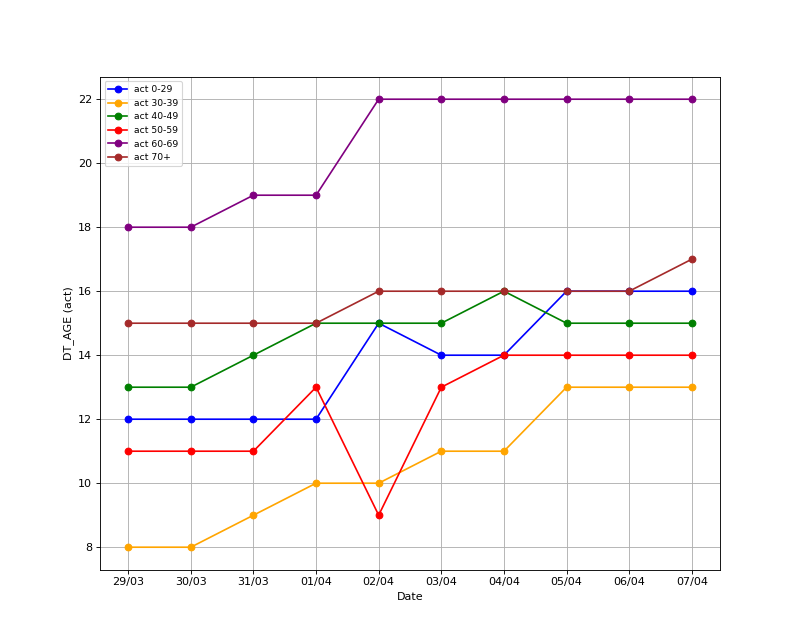 act 0-29
act 30-39
act 40-49
act 50-59
act 60-69
act 70+
22
20
18
16
14
12
10
8
DT_AGE (act)
29/03 30/03 31/03 01/04 02/04 03/04 04/04 05/04 06/04 07/04
Date